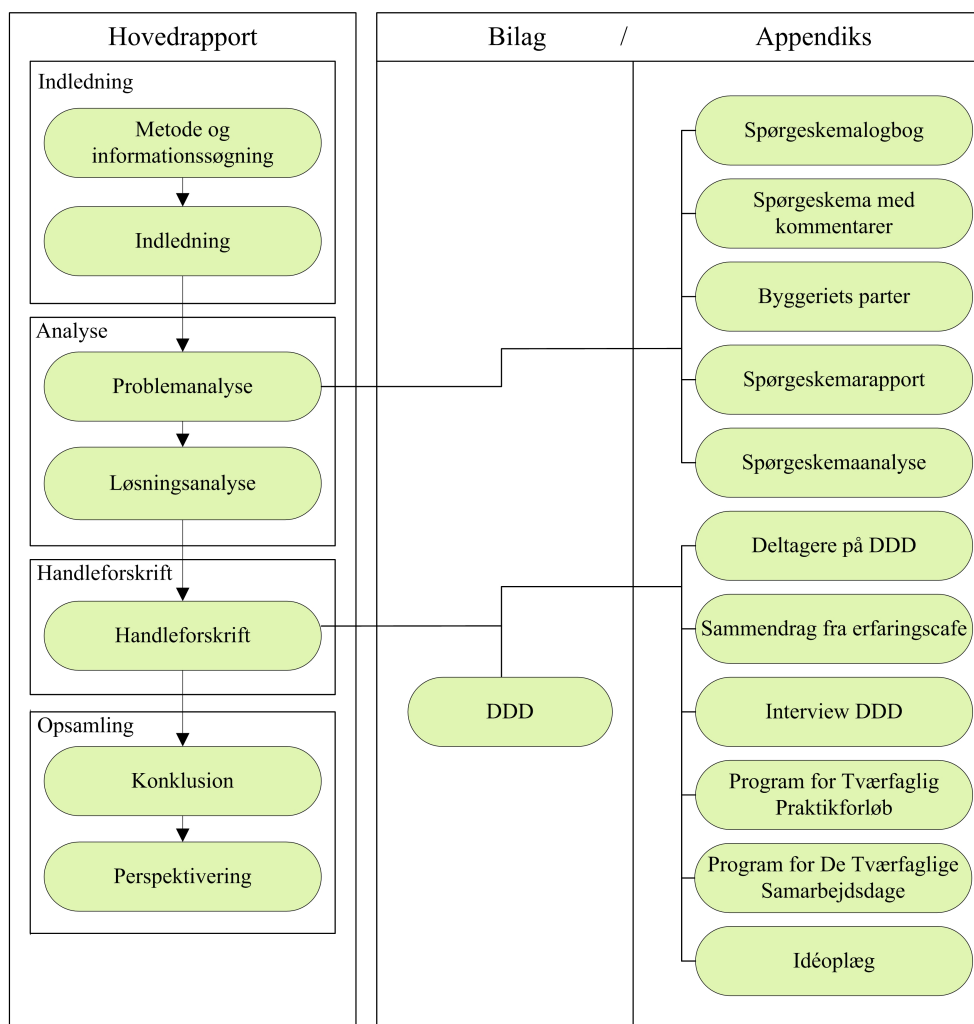 Hovedrapport
Indledning
Metode og
informationssøgning
Indledning
Analyse
Problemanalyse
Løsningsanalyse
Handleforskrift
Handleforskrift
Opsamling
Konklusion
Perspektivering
Bilag / Appendiks
DDD
Spørgeskemalogbog
Spørgeskema med
kommentarer
Byggeriets parter
Spørgeskemarapport
Spørgeskemaanalyse
Deltagere på DDD
Sammendrag fra erfaringscafe
Interview DDD
Program for Tværfaglig
Praktikforløb
Program for De Tværfaglige
Samarbejdsdage
Idéoplæg